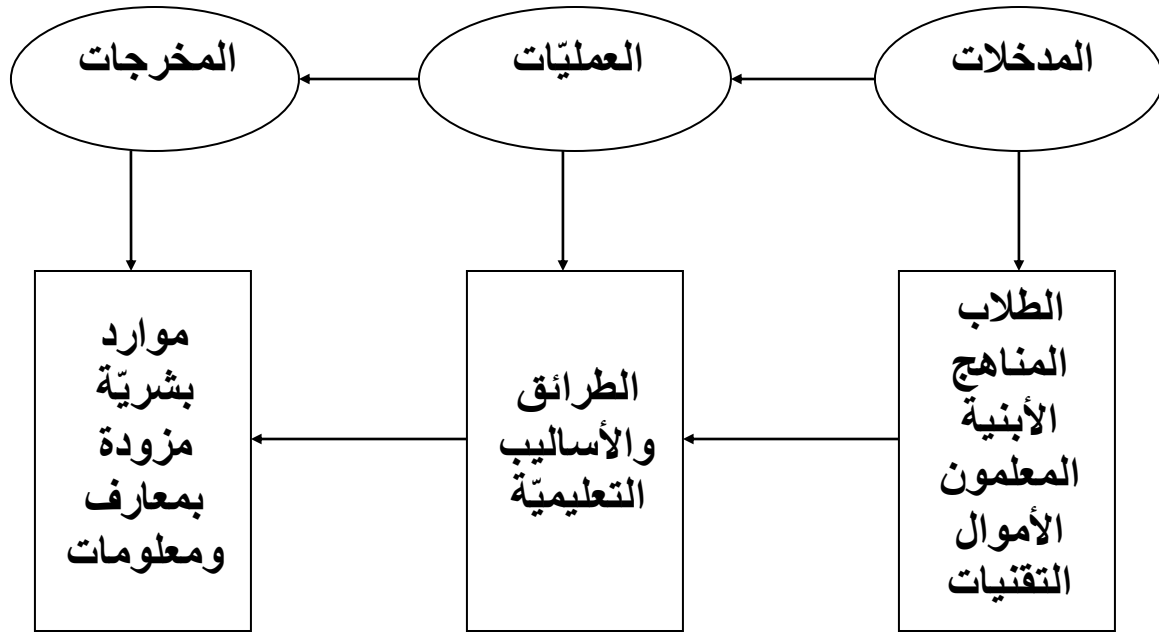 المدخلات
العمليّات
المخرجات
الطلاب
المناهج
الأبنية
المعلمون
الأموال
التقنيات
الطرائق
والأساليب
التعليميّة
موارد
بشريّة
مزودة
بمعارف
ومعلومات